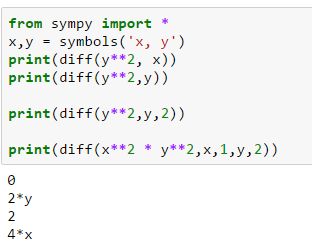 from sympy import *
x,y = symbols('x, y')
print(diff(y**2, x))
print(diff(y**2,y))
print(diff(y**2,y,2))
print(diff(x**2 * y**2,x,1,y,2))
0
2*y
2
4*x